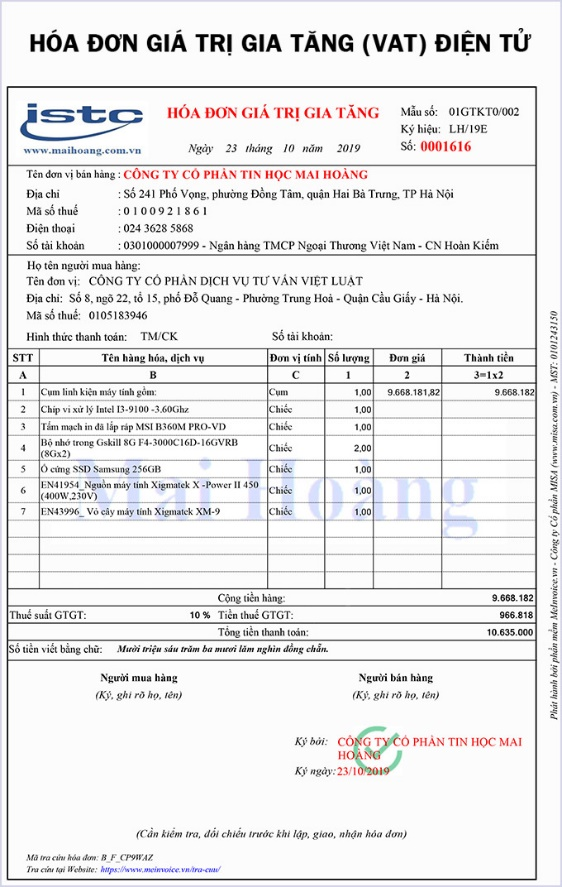 HÓA ĐƠN GIÁ TRỊ GIA TĂNG (VAT) ĐIỆN TỬ
istc
www.maihoang.com.vn
HÓA ĐƠN GIÁ TRỊ GIA TĂNG
Ngày 23 tháng 10 năm 2019
Mẫu số: 01GTKT0/002
Ký hiệu: LH/19E
Số: 0001616
Tên đơn vị bán hàng : CÔNG TY CỔ PHẦN TIN HỌC MAI HOÀNG
Địa chỉ : Số 241 Phố Vọng, phường Đồng Tâm, quận Hai Bà Trưng, TP Hà Nội
Mã số thuế : 0 1 0 0 9 2 1 8 6 1
Điện thoại : 024 3628 5868
Số tài khoản : 0301000007999 - Ngân hàng TMCP Ngoại Thương Việt Nam - CN Hoàn Kiếm
Họ tên người mua hàng:
Tên đơn vị: CÔNG TY CỔ PHẦN DỊCH VỤ TƯ VẤN VIỆT LUẬT
Địa chỉ: Số 8, ngõ 22, tổ 15, phố Đỗ Quang - Phường Trung Hoà - Quận Cầu Giấy - Hà Nội.
Mã số thuế: 0105183946
Hình thức thanh toán: TM/CK Số tài khoản:
STT Tên hàng hóa, dịch vụ Đơn vị tính Số lượng Đơn giá Thành tiền
A B C 1 2 3=1x2
1 Cụm linh kiện máy tính gồm: Cụm 1,00 9.668.181,82 9.668.182
2 Chip vi xử lý Intel I3-9100 -3.60Ghz Chiếc 1,00
3 Tấm mạch in đã lắp ráp MSI B360M PRO-VD Chiếc 1,00
4 Bộ nhớ trong Gskill 8G F4-3000C16D-16GVRB (8Gx2) Chiếc 2,00
5 Ổ cứng SSD Samsung 256GB Chiếc 1,00
6 EN41954_Nguồn máy tính Xigmatek X -Power II 450 (400W,230V) Chiếc 1,00
7 EN43996_ Vỏ cây máy tính Xigmatek XM-9 Chiếc 1,00
Mai Hoàng
Cộng tiền hàng: 9.668.182
Thuế suất GTGT: 10 % Tiền thuế GTGT: 966.818
Tổng tiền thanh toán: 10.635.000
Số tiền viết bằng chữ: Mười triệu sáu trăm ba mươi lăm nghìn đồng chẵn.
Người mua hàng Người bán hàng
(Ký, ghi rõ họ, tên) (Ký, ghi rõ họ, tên)
Ký bởi: CÔNG TY CỔ PHẦN TIN HỌC MAI
HOÀNG
Ký ngày: 23/10/2019
(Cần kiểm tra, đối chiếu trước khi lập, giao, nhận hóa đơn)
Mã tra cứu hóa đơn: B_F_CP9WAZ
Tra cứu tại Website: https://www.meinvoice.vn/tra-cuu/
Phát hành bởi phần mềm MeInvoice.vn - Công ty Cổ phần MISA (www.misa.com.vn) - MST: 0101243150